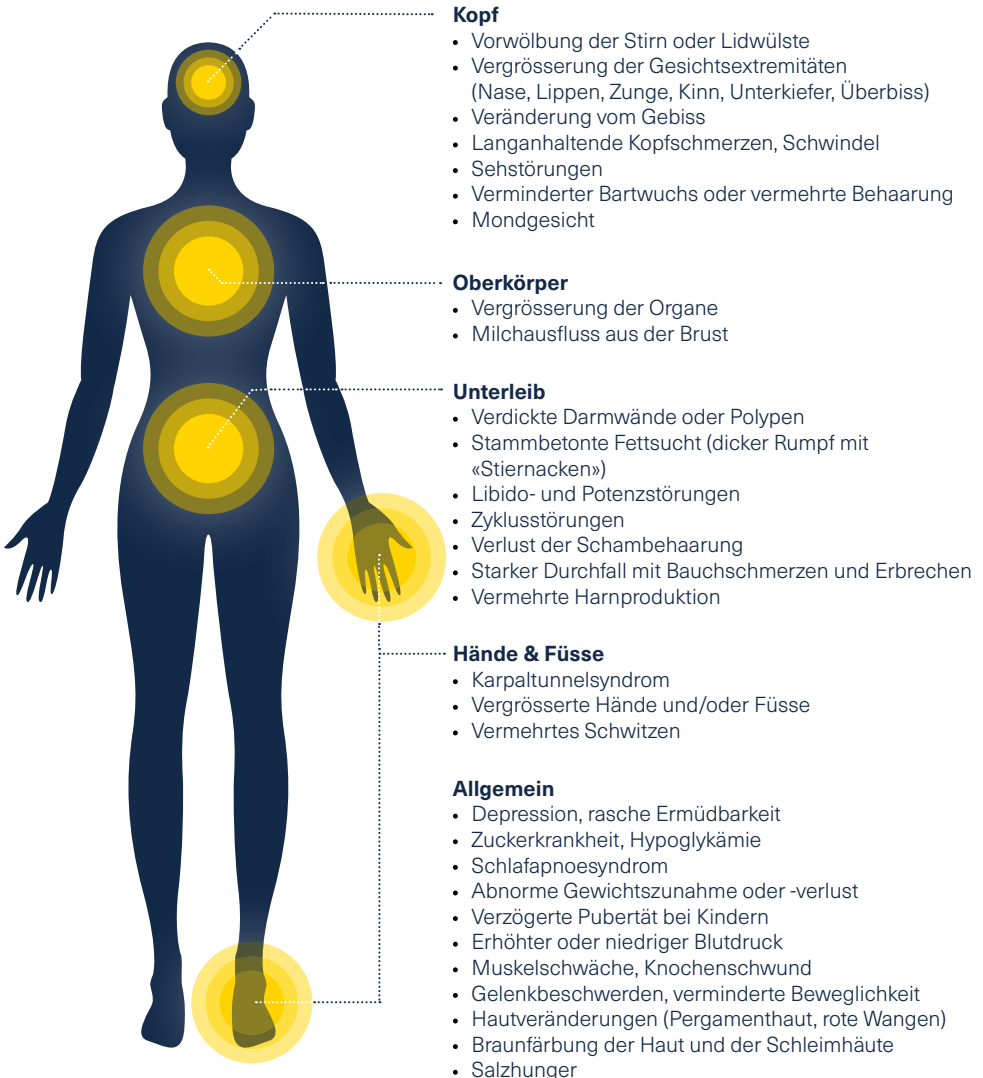 Kopf
• Vorwölbung der Stirn oder Lidwülste
• Vergrösserung der Gesichtsextremitäten
(Nase, Lippen, Zunge, Kinn, Unterkiefer, Überbiss)
• Veränderung vom Gebiss
• Langanhaltende Kopfschmerzen, Schwindel
• Sehstörungen
• Verminderter Bartwuchs oder vermehrte Behaarung
• Mondgesicht
Oberkörper
• Vergrösserung der Organe
• Milchausfluss aus der Brust
Unterleib
• Verdickte Darmwände oder Polypen
• Stammbetonte Fettsucht (dicker Rumpf mit
«Stiernacken»)
• Libido- und Potenzstörungen
• Zyklusstörungen
• Verlust der Schambehaarung
• Starker Durchfall mit Bauchschmerzen und Erbrechen
• Vermehrte Harnproduktion
Hände & Füsse
• Karpaltunnelsyndrom
• Vergrösserte Hände und/oder Füsse
• Vermehrtes Schwitzen
Allgemein
• Depression, rasche Ermüdbarkeit
• Zuckerkrankheit, Hypoglykämie
• Schlafapnoesyndrom
• Abnorme Gewichtszunahme oder -verlust
• Verzögerte Pubertät bei Kindern
• Erhöhter oder niedriger Blutdruck
• Muskelschwäche, Knochenschwund
• Gelenkbeschwerden, verminderte Beweglichkeit
• Hautveränderungen (Pergamenthaut, rote Wangen)
• Braunfärbung der Haut und der Schleimhäute
• Salzhunger